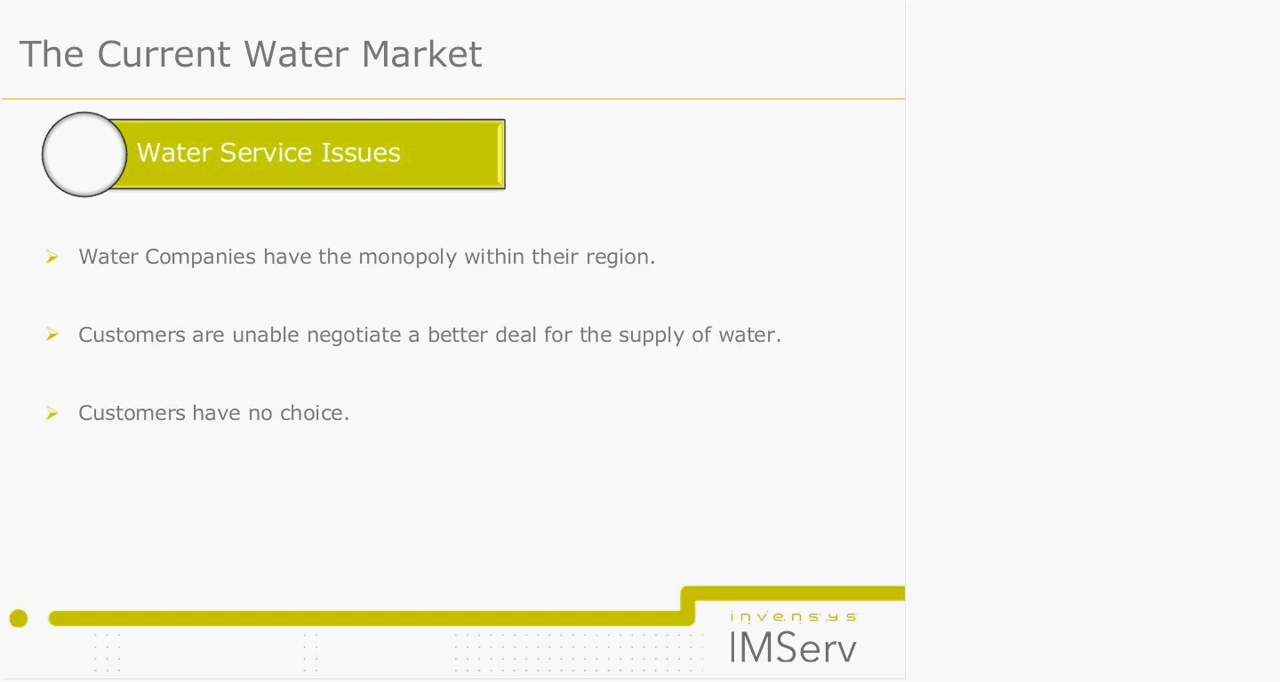 The Current Water Market
Water Service Issues
Water Companies have the monopoly within their region.
Customers are unable negotiate a better deal for the supply of water.
Customers have no choice.
invensys
IMServ